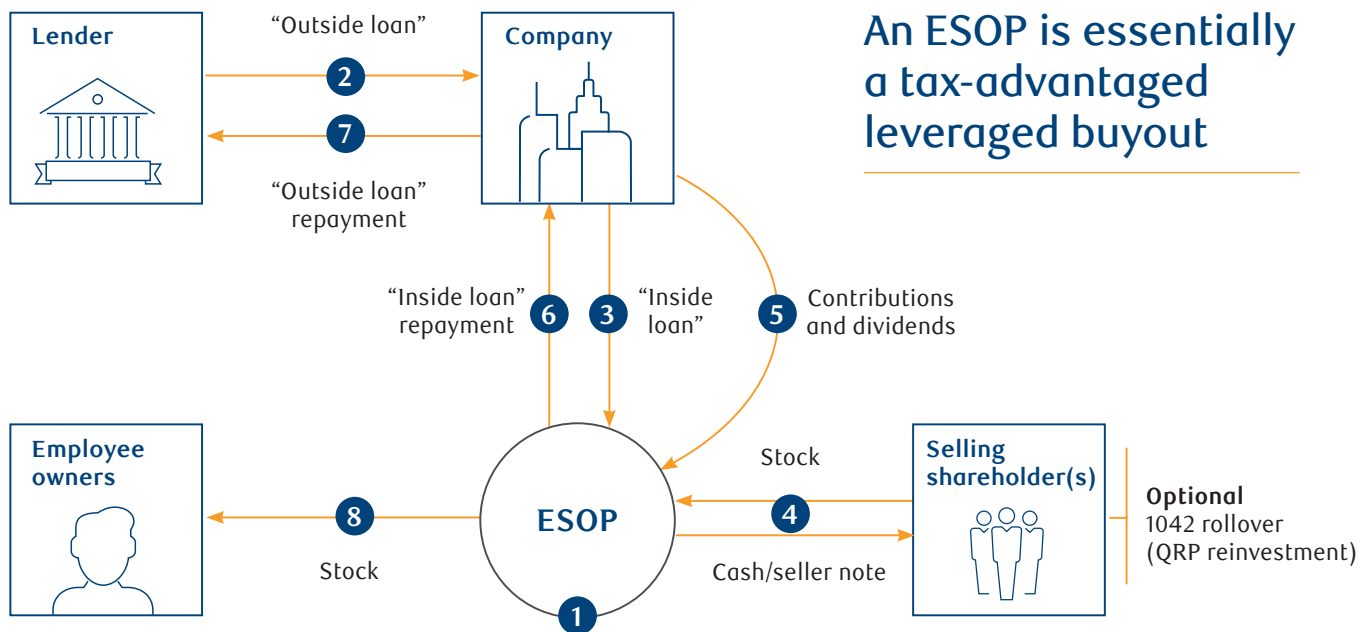 Lender
“Outside loan”
2
7
“Outside loan”
repayment
Company
An ESOP is essentially
a tax-advantaged
leveraged buyout
“Inside loan”
repayment
6
3
“Inside
loan”
5
Contributions
and dividends
Employee
owners
8
Stock
ESOP
1
Stock
4
Cash/seller note
Selling
shareholder(s)
Optional
1042 rollover
(QRP reinvestment)